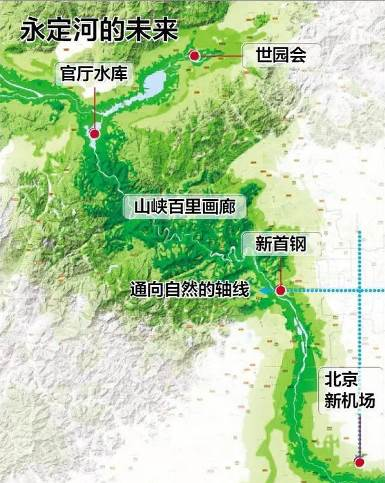 永定河的未来
世园会
官厅水库
山峡百里画廊
新首钢
通向自然的轴线
北京
新机场